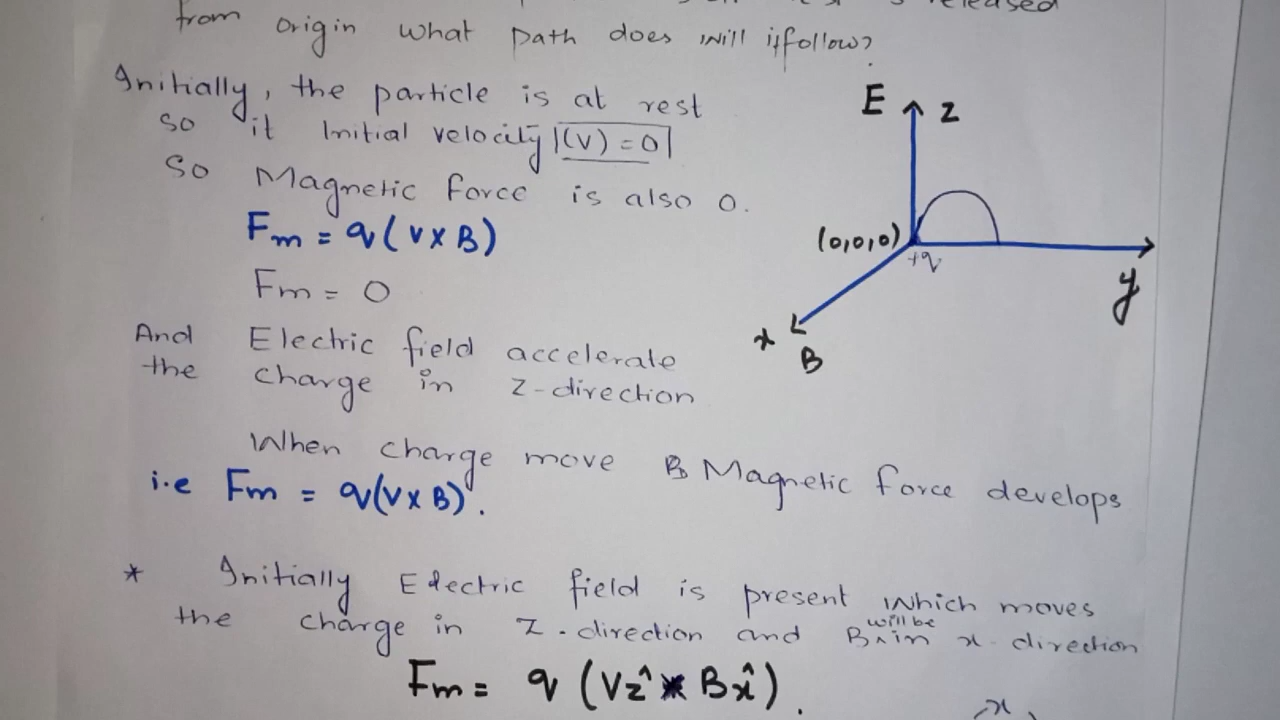 released
from origin what path does will it follow?
Initially, the particle is at rest
so it Initial velocity |(V) = 0|
So Magnetic force is also 0.
Fm = q(V×B)
Fm = 0
And Electric field accelerate
the charge in Z-direction
When charge move B Magnetic force develops
i.e Fm = q(V×B).
* Initially Electric field is present which moves
the charge in Z-direction and B will be in x-direction
Fm = q (Vẑ × Bx̂).
E
z
(0,0,0)
+q
y
x
B
x